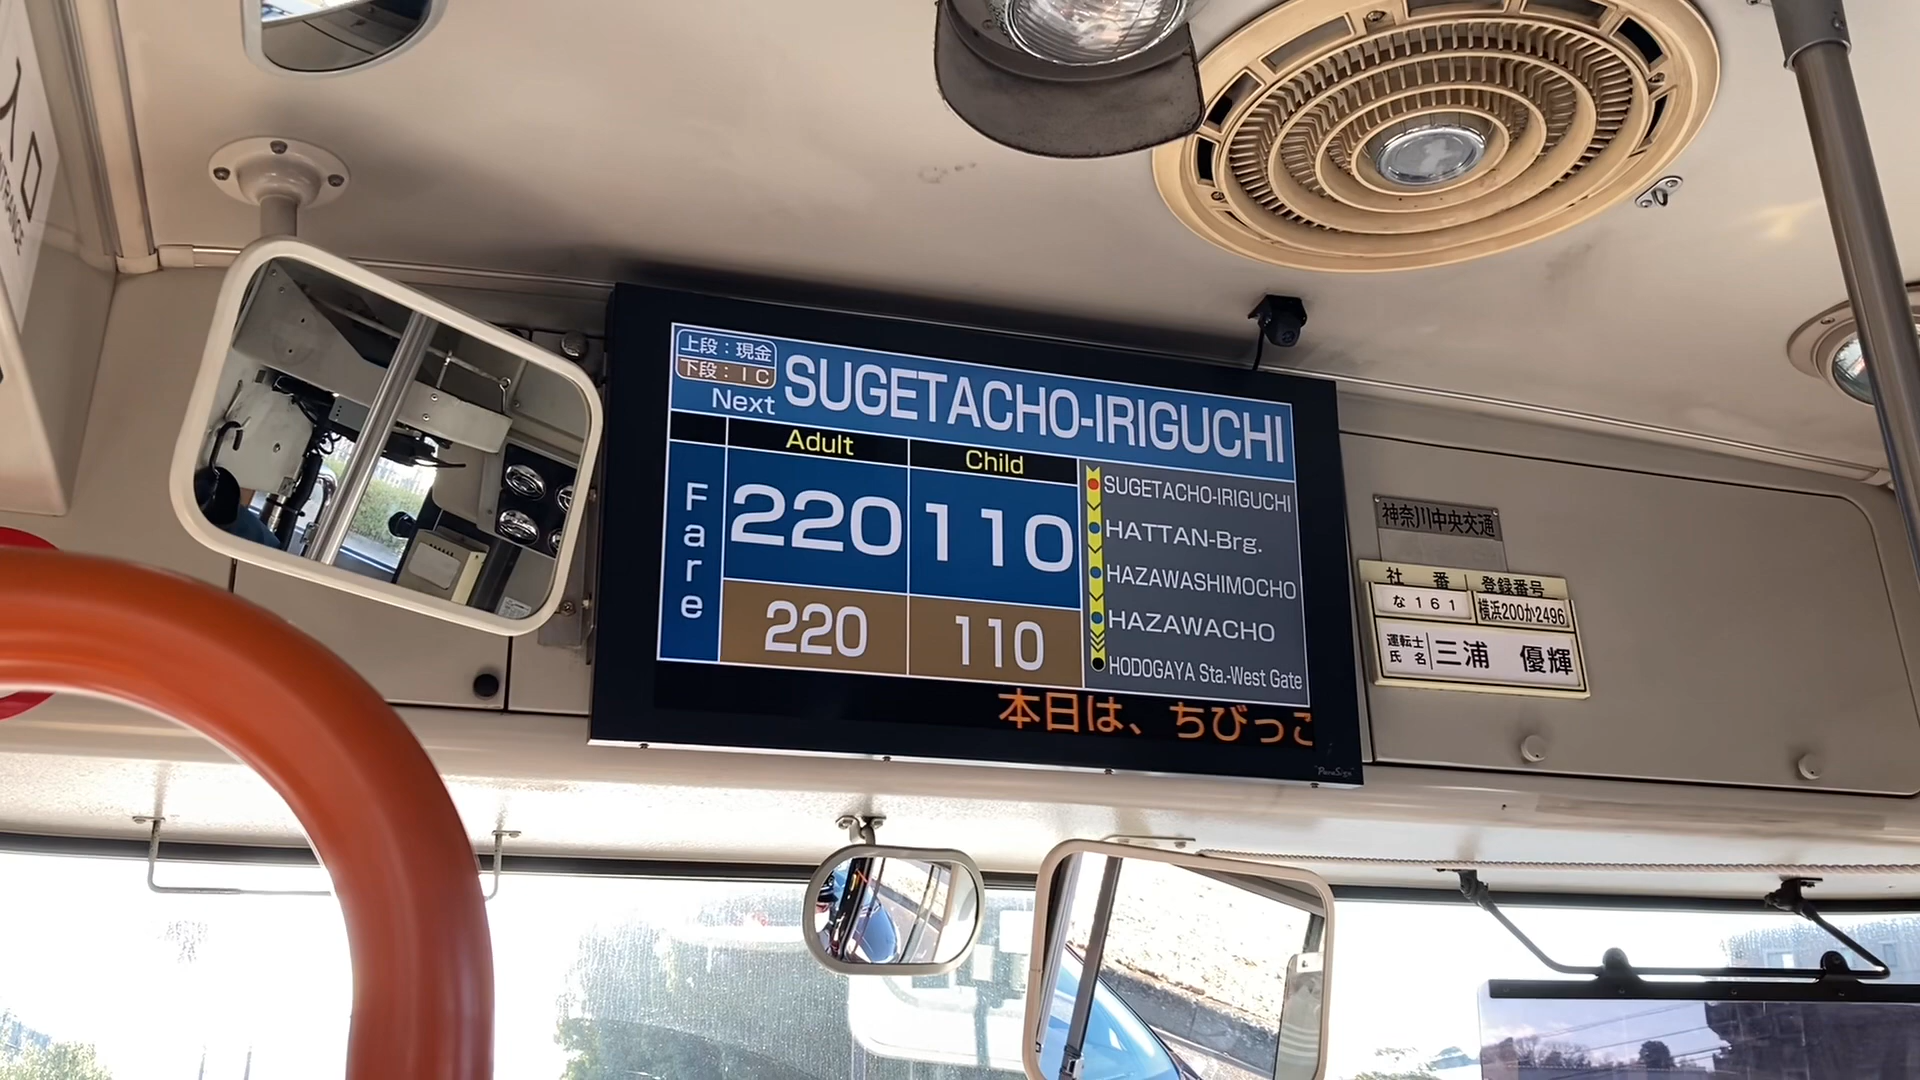 入口
ENTRANCE
上段：現金
下段：IC
Next
SUGETACHO-IRIGUCHI
Adult
Child
Fare
220
110
220
110
SUGETACHO-IRIGUCHI
HATTAN-Brg.
HAZAWASHIMOCHO
HAZAWACHO
HODOGAYA Sta.-West Gate
本日は、ちびっこ
神奈川中央交通
社番
登録番号
な161
横浜200か2496
運転士
氏名
三浦 優輝